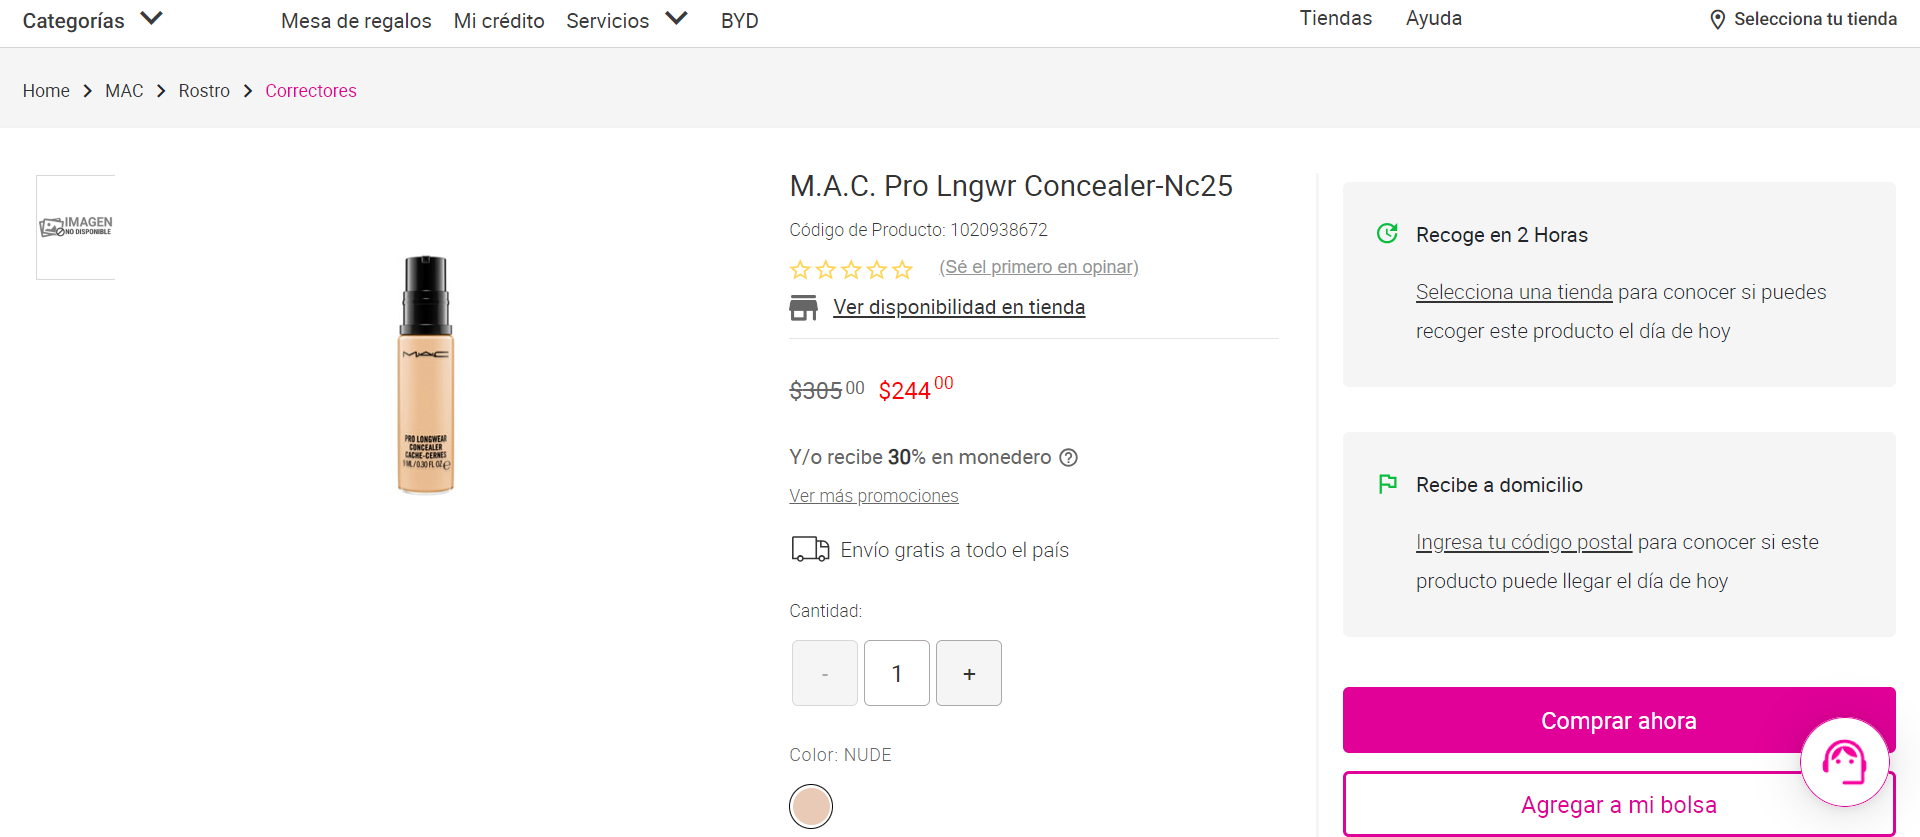 Categorías
Mesa de regalos
Mi crédito
Servicios
BYD
Tiendas
Ayuda
Selecciona tu tienda
Home
MAC
Rostro
Correctores
IMAGEN
NO DISPONIBLE
MAC
PRO LONGWEAR
CONCEALER
CACHE-CERNES
9 ML / 0.30 FL OZ e
M.A.C. Pro Lngwr Concealer-Nc25
Código de Producto: 1020938672
(Sé el primero en opinar)
Ver disponibilidad en tienda
$305 00 $244 00
Y/o recibe 30% en monedero ?
Ver más promociones
Envío gratis a todo el país
Cantidad:
- 1 +
Color: NUDE
Recoge en 2 Horas
Selecciona una tienda para conocer si puedes
recoger este producto el día de hoy
Recibe a domicilio
Ingresa tu código postal para conocer si este
producto puede llegar el día de hoy
Comprar ahora
Agregar a mi bolsa